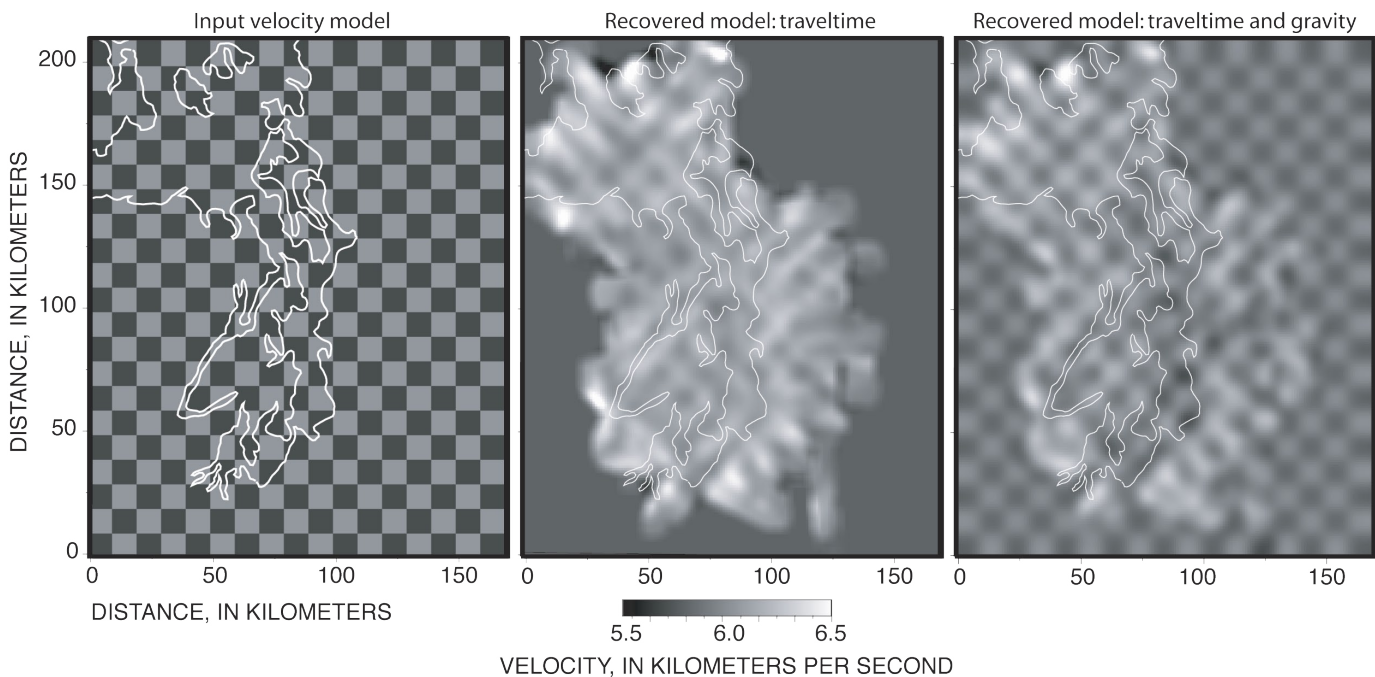 Input velocity model
Recovered model: traveltime
Recovered model: traveltime and gravity
DISTANCE, IN KILOMETERS
200
150
100
50
0
0 50 100 150
0 50 100 150
0 50 100 150
DISTANCE, IN KILOMETERS
5.5 6.0 6.5
VELOCITY, IN KILOMETERS PER SECOND